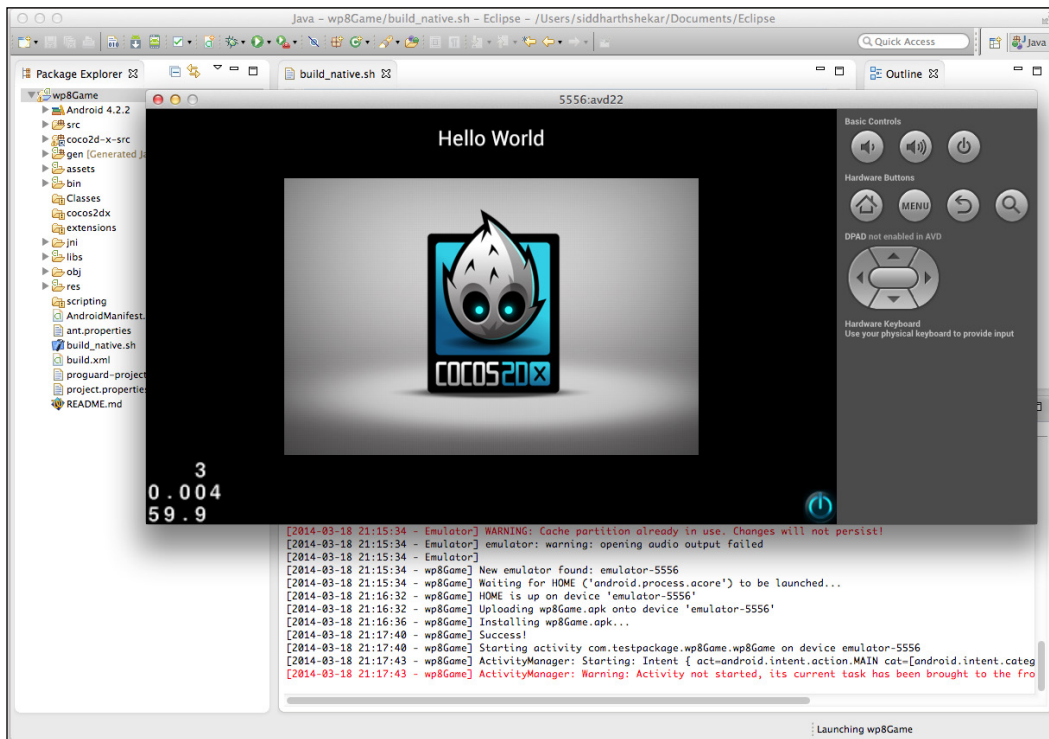 Java – wp8Game/build_native.sh – Eclipse – /Users/siddharthshekar/Documents/Eclipse
Quick Access
Java
Package Explorer
build_native.sh
Outline
wp8Game
Android 4.2.2
src
coco2d-x-src
gen [Generated Ja
assets
bin
Classes
cocos2dx
extensions
jni
libs
obj
res
scripting
AndroidManifest.
ant.properties
build_native.sh
build.xml
proguard-project
project.properties
README.md
5556:avd22
Hello World
COCOS2DX
3
0.004
59.9
Basic Controls
Hardware Buttons
MENU
DPAD not enabled in AVD
Hardware Keyboard
Use your physical keyboard to provide input
[2014-03-18 21:15:34 - Emulator] WARNING: Cache partition already in use. Changes will not persist!
[2014-03-18 21:15:34 - Emulator] emulator: warning: opening audio output failed
[2014-03-18 21:15:34 - Emulator]
[2014-03-18 21:15:34 - wp8Game] New emulator found: emulator-5556
[2014-03-18 21:15:34 - wp8Game] Waiting for HOME ('android.process.acore') to be launched...
[2014-03-18 21:16:32 - wp8Game] HOME is up on device 'emulator-5556'
[2014-03-18 21:16:32 - wp8Game] Uploading wp8Game.apk onto device 'emulator-5556'
[2014-03-18 21:16:36 - wp8Game] Installing wp8Game.apk...
[2014-03-18 21:17:40 - wp8Game] Success!
[2014-03-18 21:17:40 - wp8Game] Starting activity com.testpackage.wp8Game.wp8Game on device emulator-5556
[2014-03-18 21:17:43 - wp8Game] ActivityManager: Starting: Intent { act=android.intent.action.MAIN cat=[android.intent.categ
[2014-03-18 21:17:43 - wp8Game] ActivityManager: Warning: Activity not started, its current task has been brought to the fro
Launching wp8Game